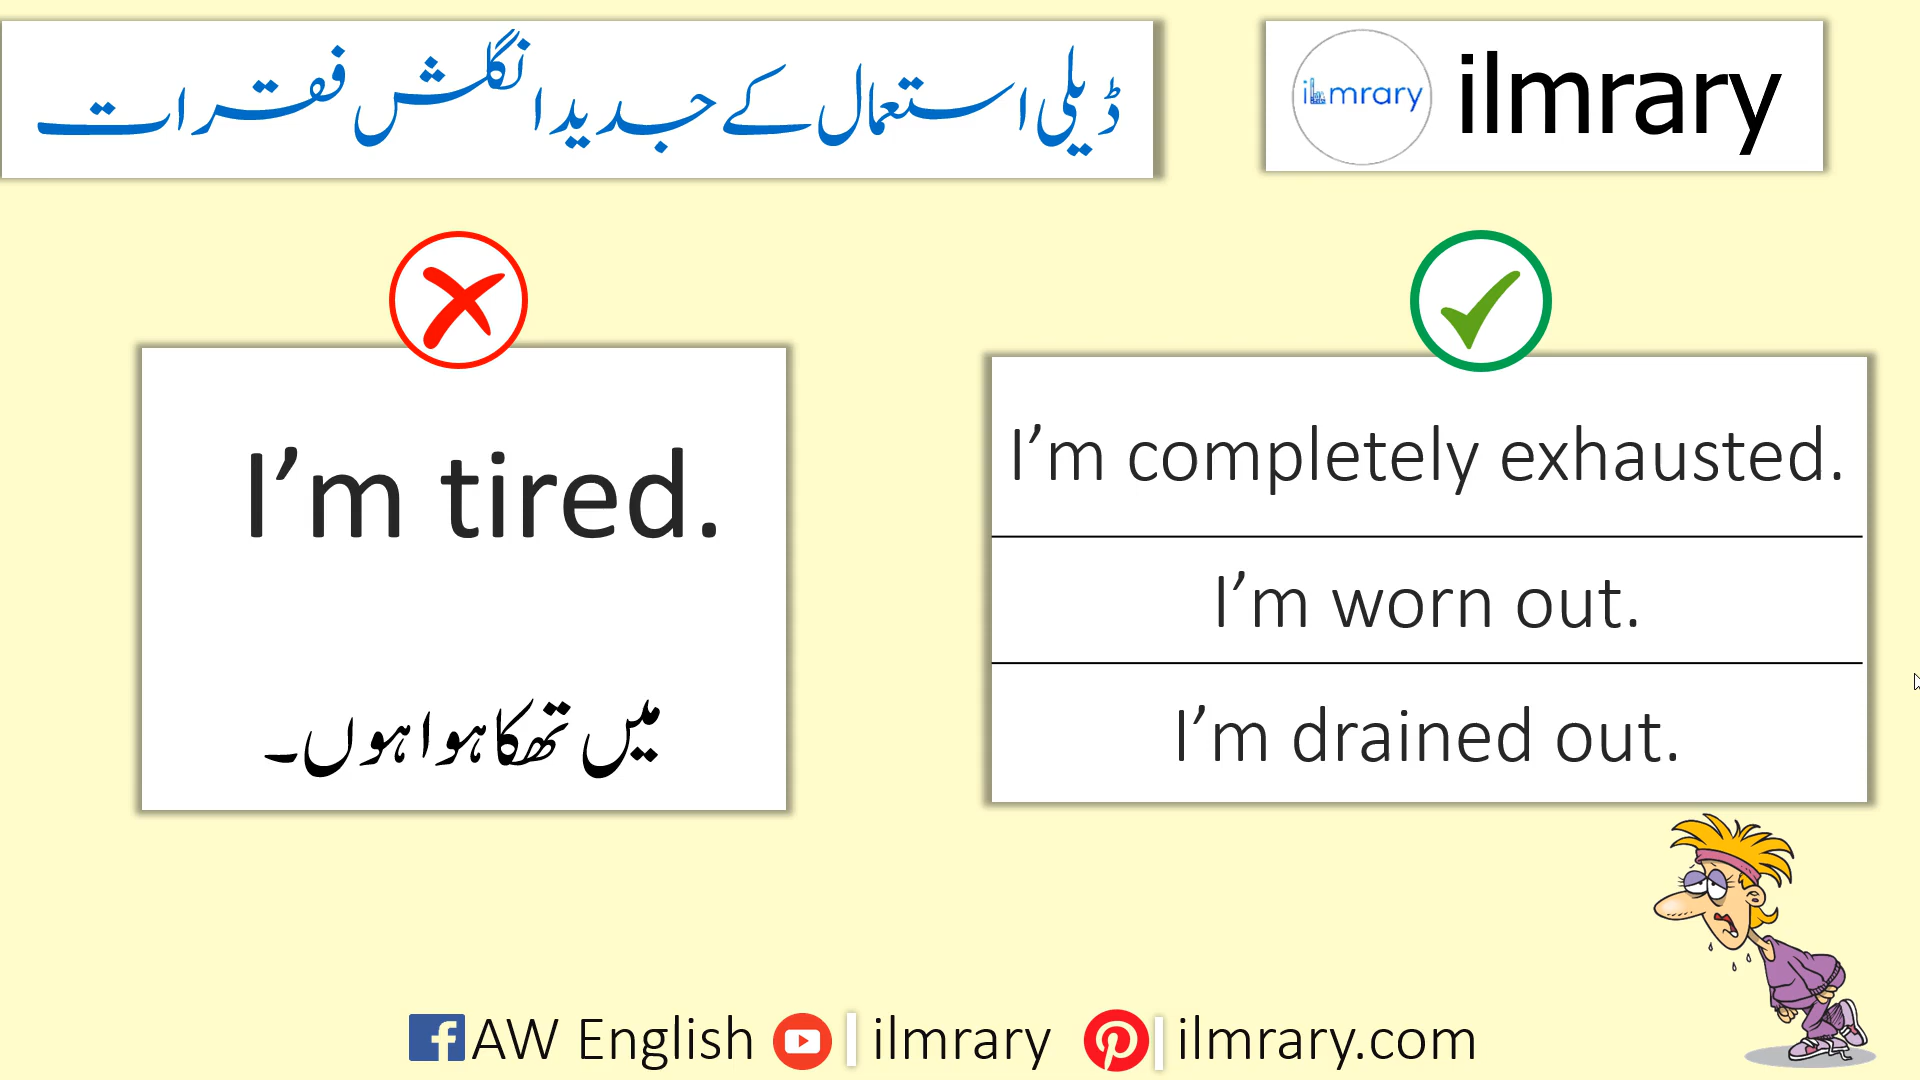 ڈیلی استعمال کے جدید انگلش فقرات
ilmrary
ilmrary
I’m tired.
میں تھکا ہوا ہوں۔
I’m completely exhausted.
I’m worn out.
I’m drained out.
AW English | ilmrary | ilmrary.com